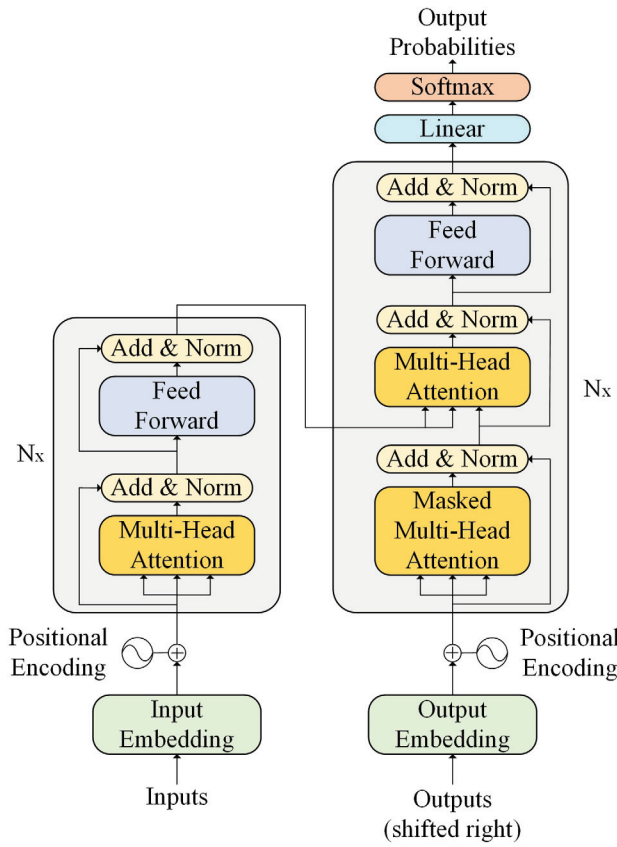 Output
Probabilities
Softmax
Linear
Add & Norm
Feed
Forward
Add & Norm
Multi-Head
Attention
Nx
Add & Norm
Masked
Multi-Head
Attention
Positional
Encoding
Output
Embedding
Outputs
(shifted right)
Add & Norm
Feed
Forward
Nx
Add & Norm
Multi-Head
Attention
Positional
Encoding
Input
Embedding
Inputs